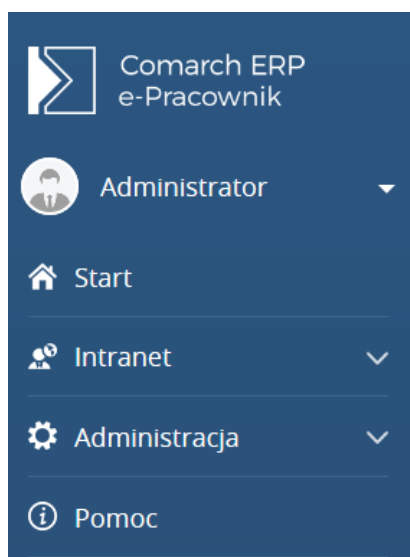 Comarch ERP
e-Pracownik
Administrator
Start
Intranet
Administracja
Pomoc